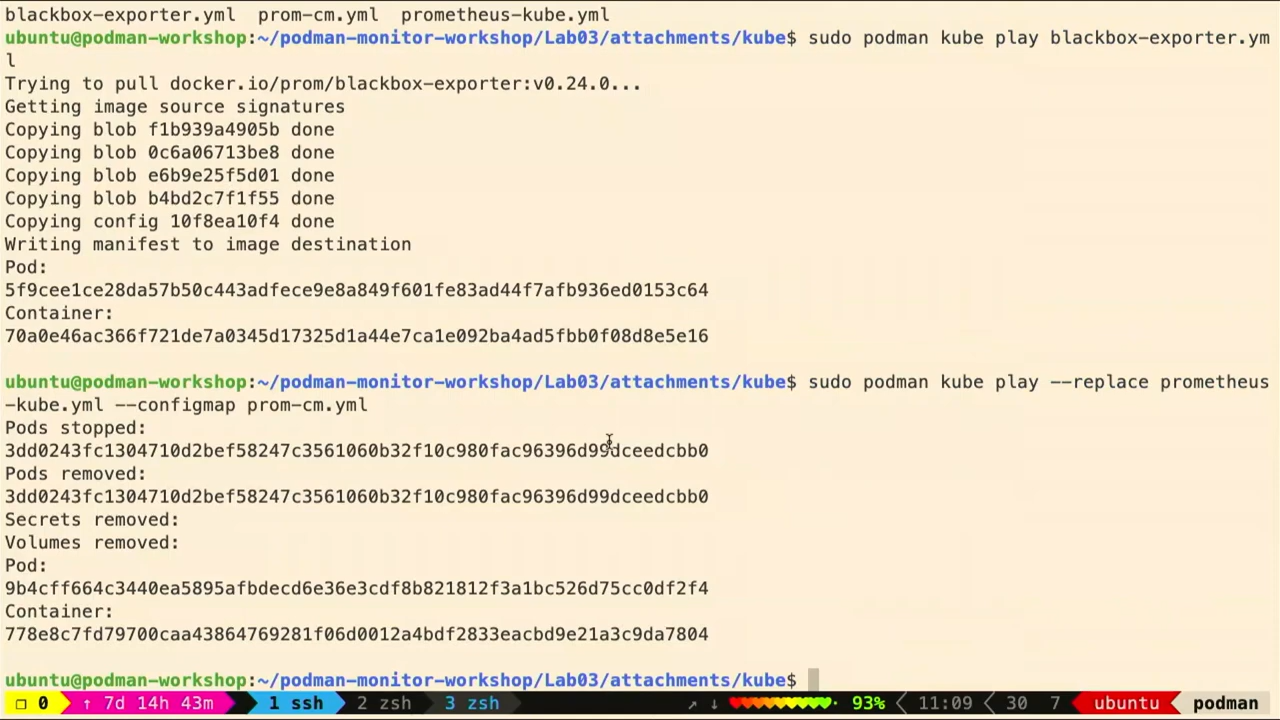 blackbox-exporter.yml  prom-cm.yml  prometheus-kube.yml
ubuntu@podman-workshop:~/podman-monitor-workshop/Lab03/attachments/kube$ sudo podman kube play blackbox-exporter.ym
l
Trying to pull docker.io/prom/blackbox-exporter:v0.24.0...
Getting image source signatures
Copying blob f1b939a4905b done
Copying blob 0c6a06713be8 done
Copying blob e6b9e25f5d01 done
Copying blob b4bd2c7f1f55 done
Copying config 10f8ea10f4 done
Writing manifest to image destination
Pod:
5f9cee1ce28da57b50c443adfece9e8a849f601fe83ad44f7afb936ed0153c64
Container:
70a0e46ac366f721de7a0345d17325d1a44e7ca1e092ba4ad5fbb0f08d8e5e16
ubuntu@podman-workshop:~/podman-monitor-workshop/Lab03/attachments/kube$ sudo podman kube play --replace prometheus
-kube.yml --configmap prom-cm.yml
Pods stopped:
3dd0243fc1304710d2bef58247c3561060b32f10c980fac96396d99dceedcbb0
Pods removed:
3dd0243fc1304710d2bef58247c3561060b32f10c980fac96396d99dceedcbb0
Secrets removed:
Volumes removed:
Pod:
9b4cff664c3440ea5895afbdecd6e36e3cdf8b821812f3a1bc526d75cc0df2f4
Container:
778e8c7fd79700caa43864769281f06d0012a4bdf2833eacbd9e21a3c9da7804
ubuntu@podman-workshop:~/podman-monitor-workshop/Lab03/attachments/kube$
❐ 0 ↑ 7d 14h 43m 1 ssh 2 zsh 3 zsh ↗ ↓ ♥♥♥♥♥♥♥♥♥♥ 93% 11:09 30 7 ubuntu podman